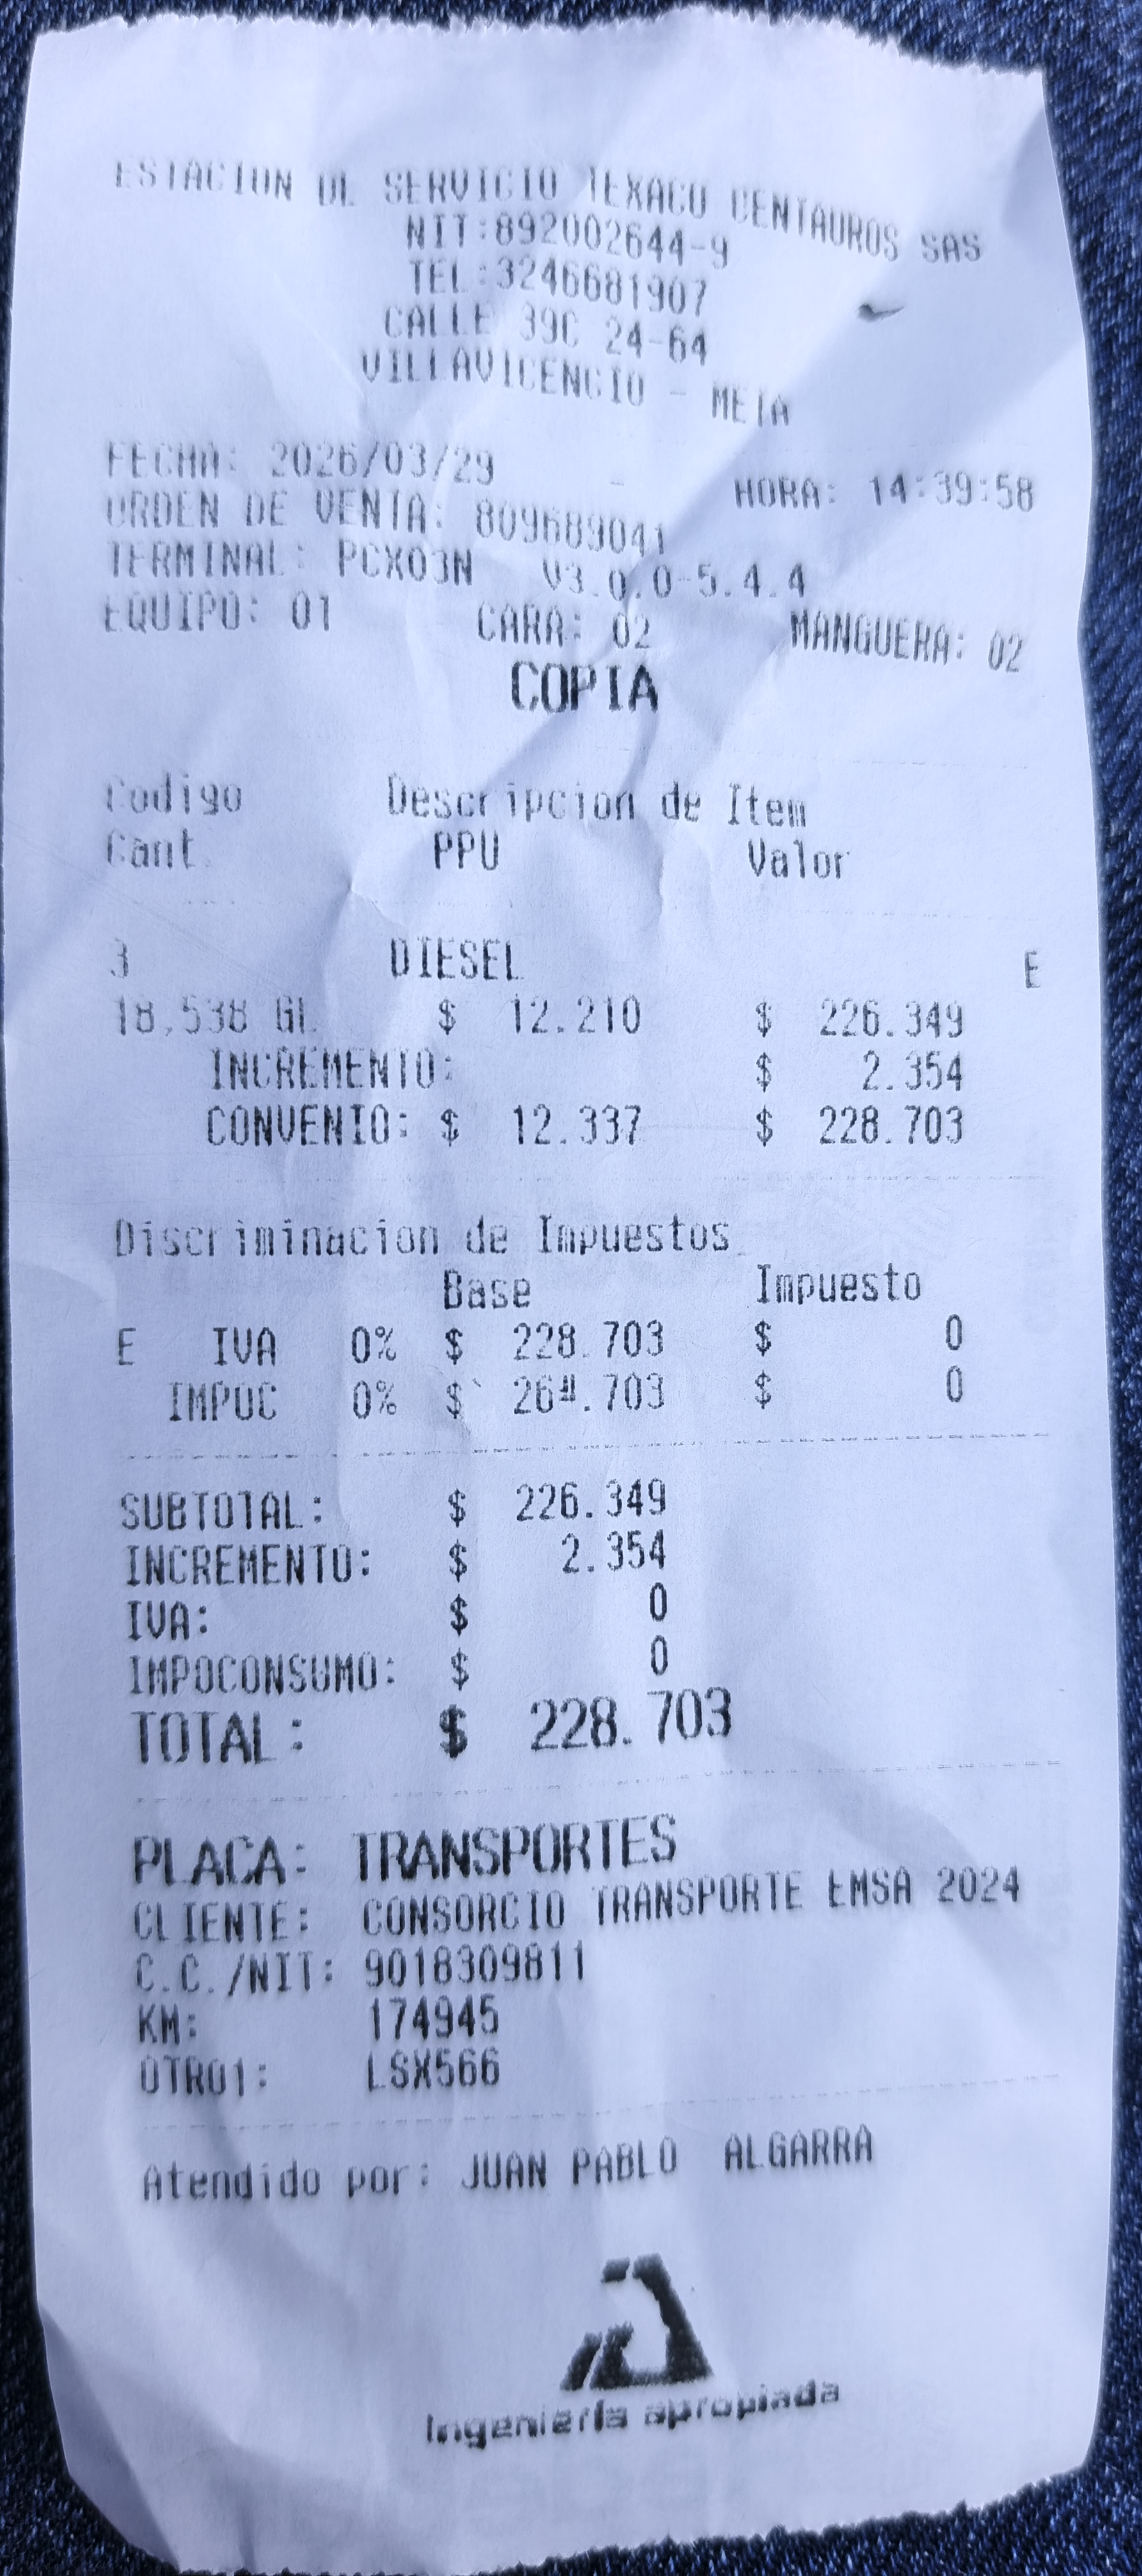 ESTACION DE SERVICIO TEXACO CENTAUROS SAS
NIT:892002644-9
TEL:3246681907
CALLE 39C 24-64
VILLAVICENCIO - META
FECHA: 2026/03/29 HORA: 14:39:58
ORDEN DE VENTA: 809689041
TERMINAL: PCX03N V3.0.0-5.4.4
EQUIPO: 01 CARA: 02 MANGUERA: 02
COPIA
Codigo Descripcion de Item
Cant. PPU Valor
3 DIESEL E
18,538 GL $ 12.210 $ 226.349
INCREMENTO: $ 2.354
CONVENIO: $ 12.337 $ 228.703
Discriminacion de Impuestos
Base Impuesto
E IVA 0% $ 228.703 $ 0
IMPOC 0% $ $ 0
SUBTOTAL: $ 226.349
INCREMENTO: $ 2.354
IVA: $ 0
IMPOCONSUMO: $ 0
TOTAL: $ 228.703
PLACA: TRANSPORTES
CLIENTE: CONSORCIO TRANSPORTE EMSA 2024
C.C./NIT: 9018309811
KM: 174945
OTRO1: LSX566
Atendido por: JUAN PABLO ALGARRA
Ingeniería apropiada